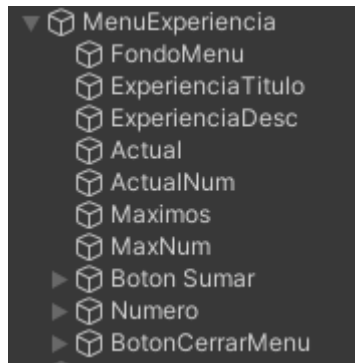 MenuExperiencia
FondoMenu
ExperienciaTitulo
ExperienciaDesc
Actual
ActualNum
Maximos
MaxNum
Boton Sumar
Numero
BotonCerrarMenu